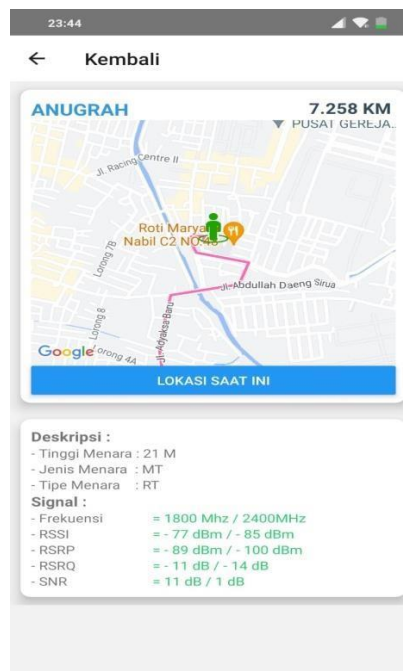 23:44
Kembali
ANUGRAH
7.258 KM
PUSAT GEREJA..
Jl. Racing Centre II
Roti Marya
Nabil C2 NO.
Lorong 7B
Jl. Abdullah Daeng Sirua
Lorong 8
Jl. Adyaksa Baru
Google
Lorong 4A
LOKASI SAAT INI
Deskripsi :
- Tinggi Menara : 21 M
- Jenis Menara : MT
- Tipe Menara : RT
Signal :
- Frekuensi = 1800 Mhz / 2400MHz
- RSSI = - 77 dBm / - 85 dBm
- RSRP = - 89 dBm / - 100 dBm
- RSRQ = - 11 dB / - 14 dB
- SNR = 11 dB / 1 dB